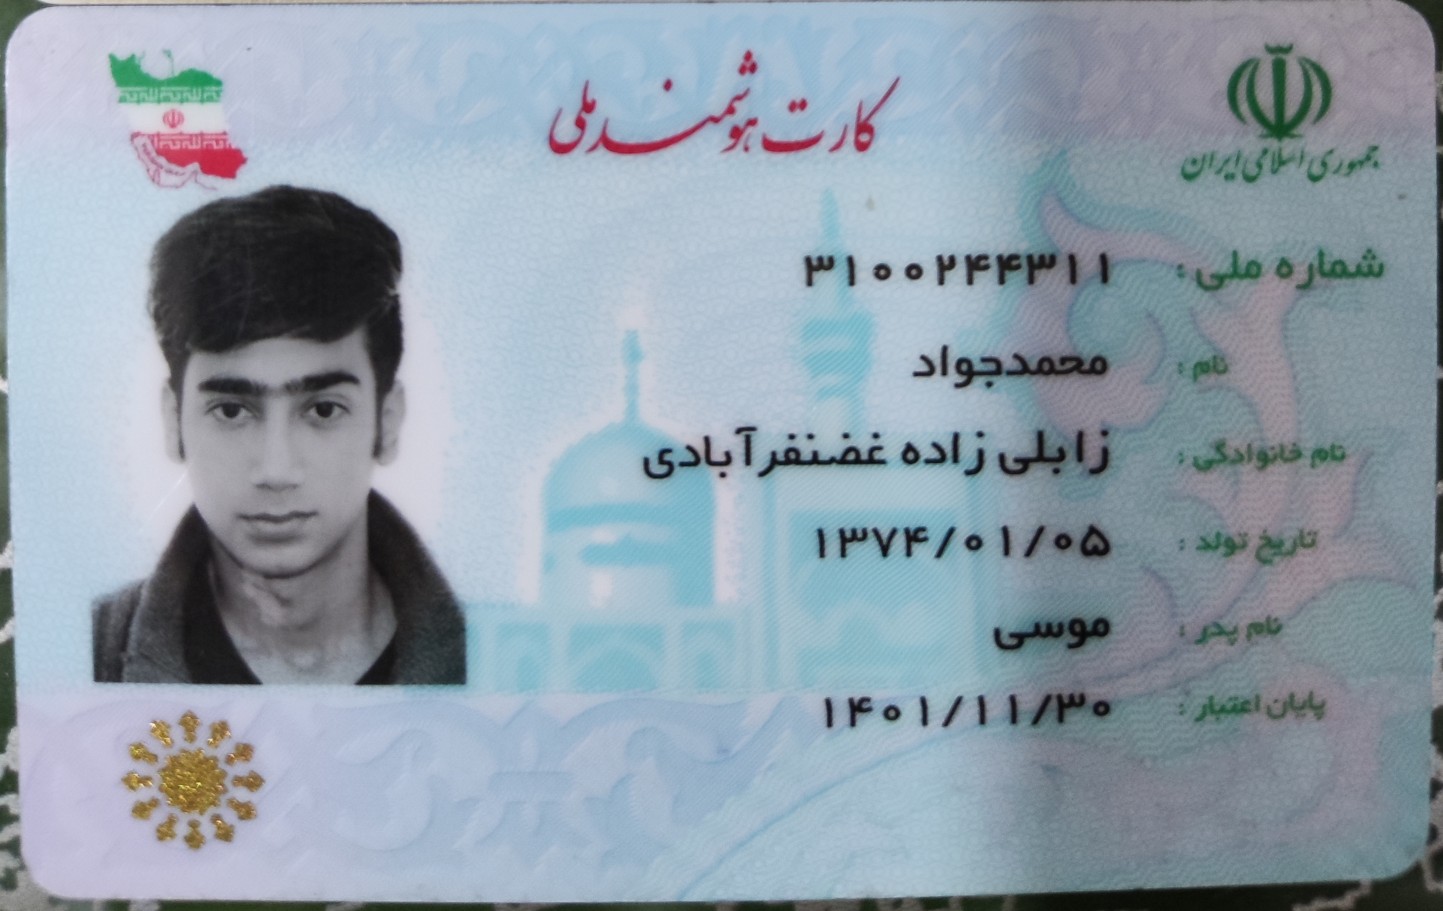 جمهوری اسلامی ایران
کارت هوشمند ملی
شماره ملی: ۳۱۰۰۲۴۴۳۱۱
نام: محمدجواد
نام خانوادگی: زابلی زاده غضنفرآبادی
تاریخ تولد: ۱۳۷۴/۰۱/۰۵
نام پدر: موسی
پایان اعتبار: ۱۴۰۱/۱۱/۳۰